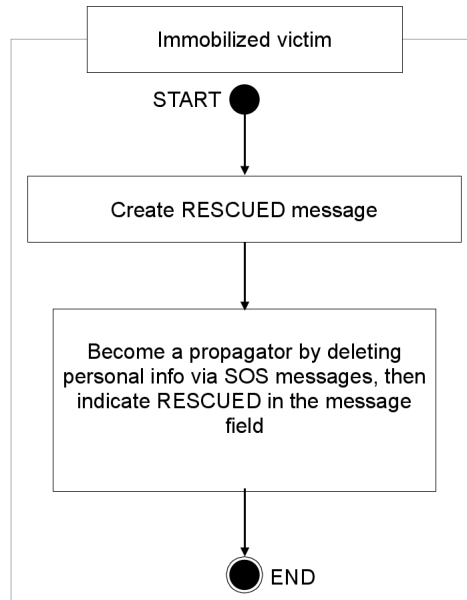 Immobilized victim
START
Create RESCUED message
Become a propagator by deleting
personal info via SOS messages, then
indicate RESCUED in the message
field
END